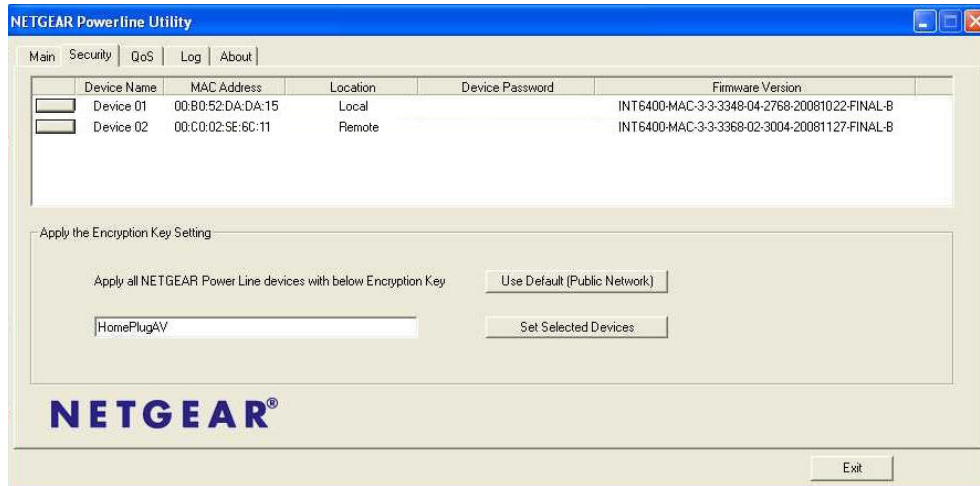 NETGEAR Powerline Utility
Main Security QoS Log About
Device Name MAC Address Location Device Password Firmware Version
Device 01 00:B0:52:DA:DA:15 Local INT6400-MAC-3-3-3348-04-2768-20081022-FINAL-B
Device 02 00:C0:02:SE:6C:11 Remote INT6400-MAC-3-3-3368-02-3004-20081127-FINAL-B
Apply the Encryption Key Setting
Apply all NETGEAR Power Line devices with below Encryption Key Use Default (Public Network)
HomePlugAV Set Selected Devices
NETGEAR®
Exit